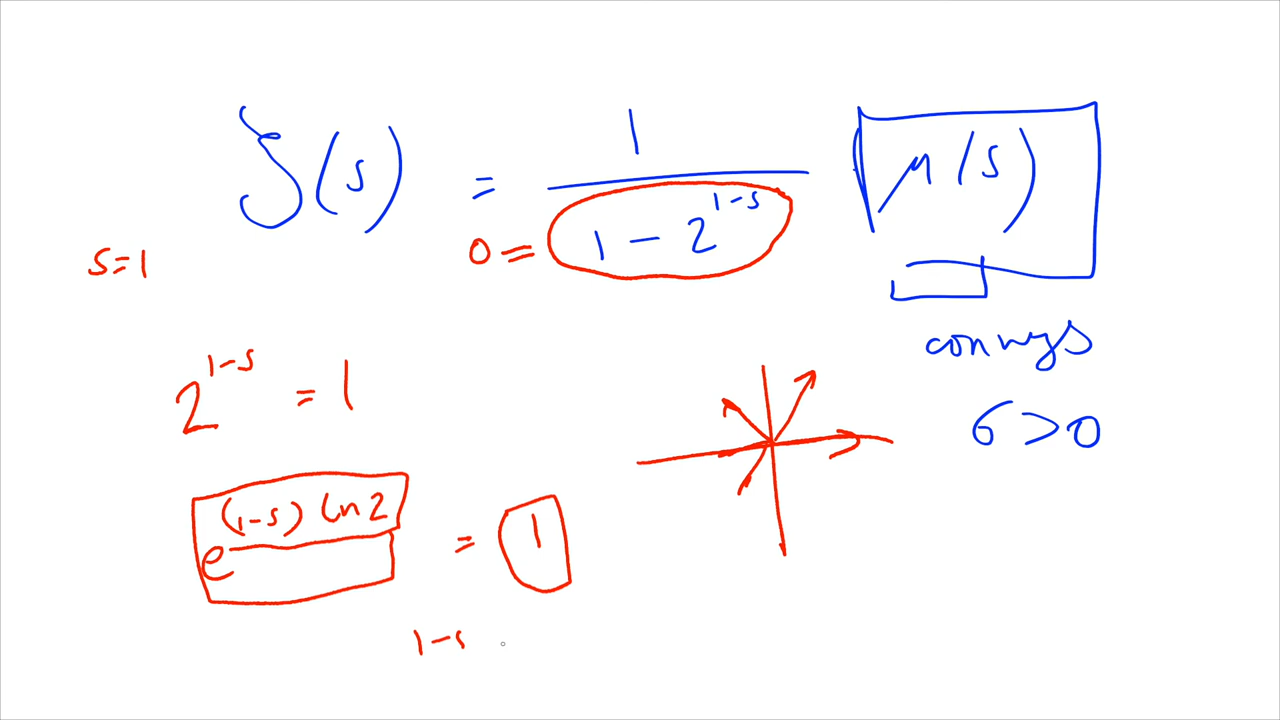 ζ(s) = 1 / (1 − 2^{1−s}) (η(s)
s=1
0 =
converges
2^{1−s} = 1
σ > 0
e^{(1−s) ln 2} = 1
1−s